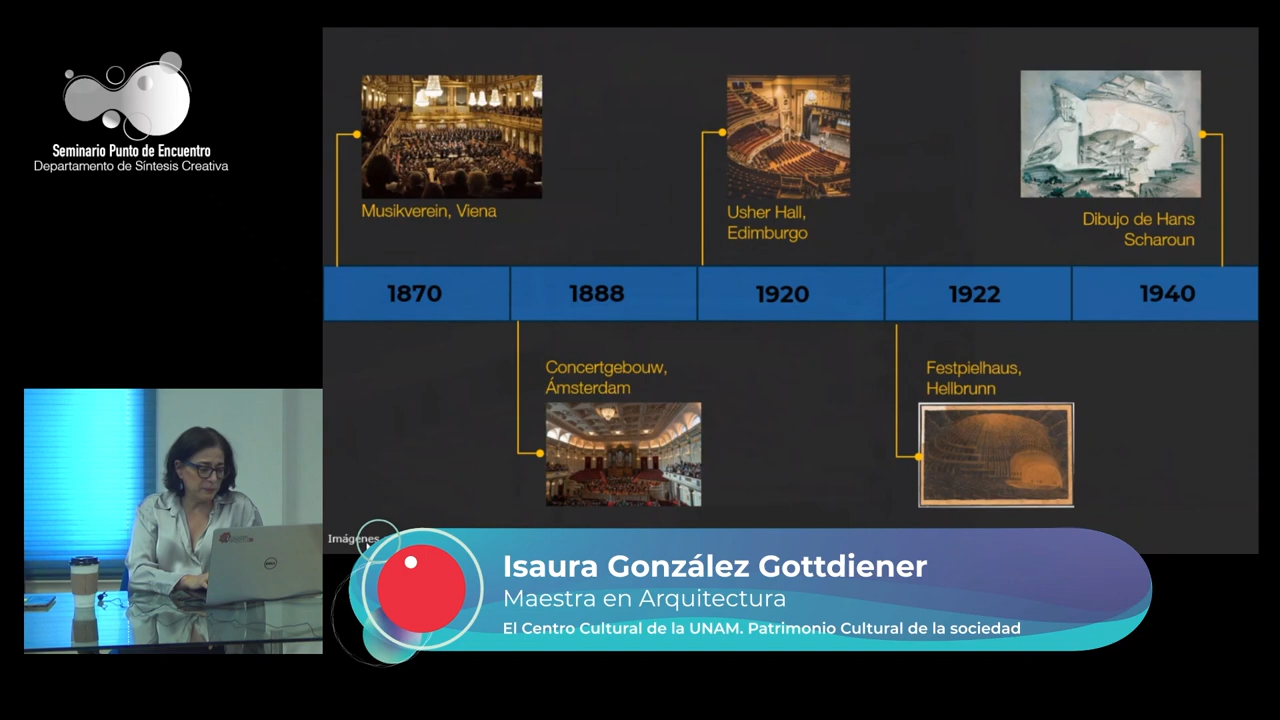 Seminario Punto de Encuentro
Departamento de Síntesis Creativa
Musikverein, Viena
Usher Hall,
Edimburgo
Dibujo de Hans
Scharoun
1870
1888
1920
1922
1940
Concertgebouw,
Ámsterdam
Festpielhaus,
Hellbrunn
Imágenes
DELL
Isaura González Gottdiener
Maestra en Arquitectura
El Centro Cultural de la UNAM. Patrimonio Cultural de la sociedad